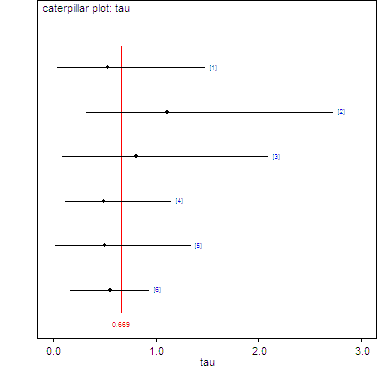 caterpillar plot: tau
[1]
[2]
[3]
[4]
[5]
[6]
0.669
0.0 1.0 2.0 3.0
tau